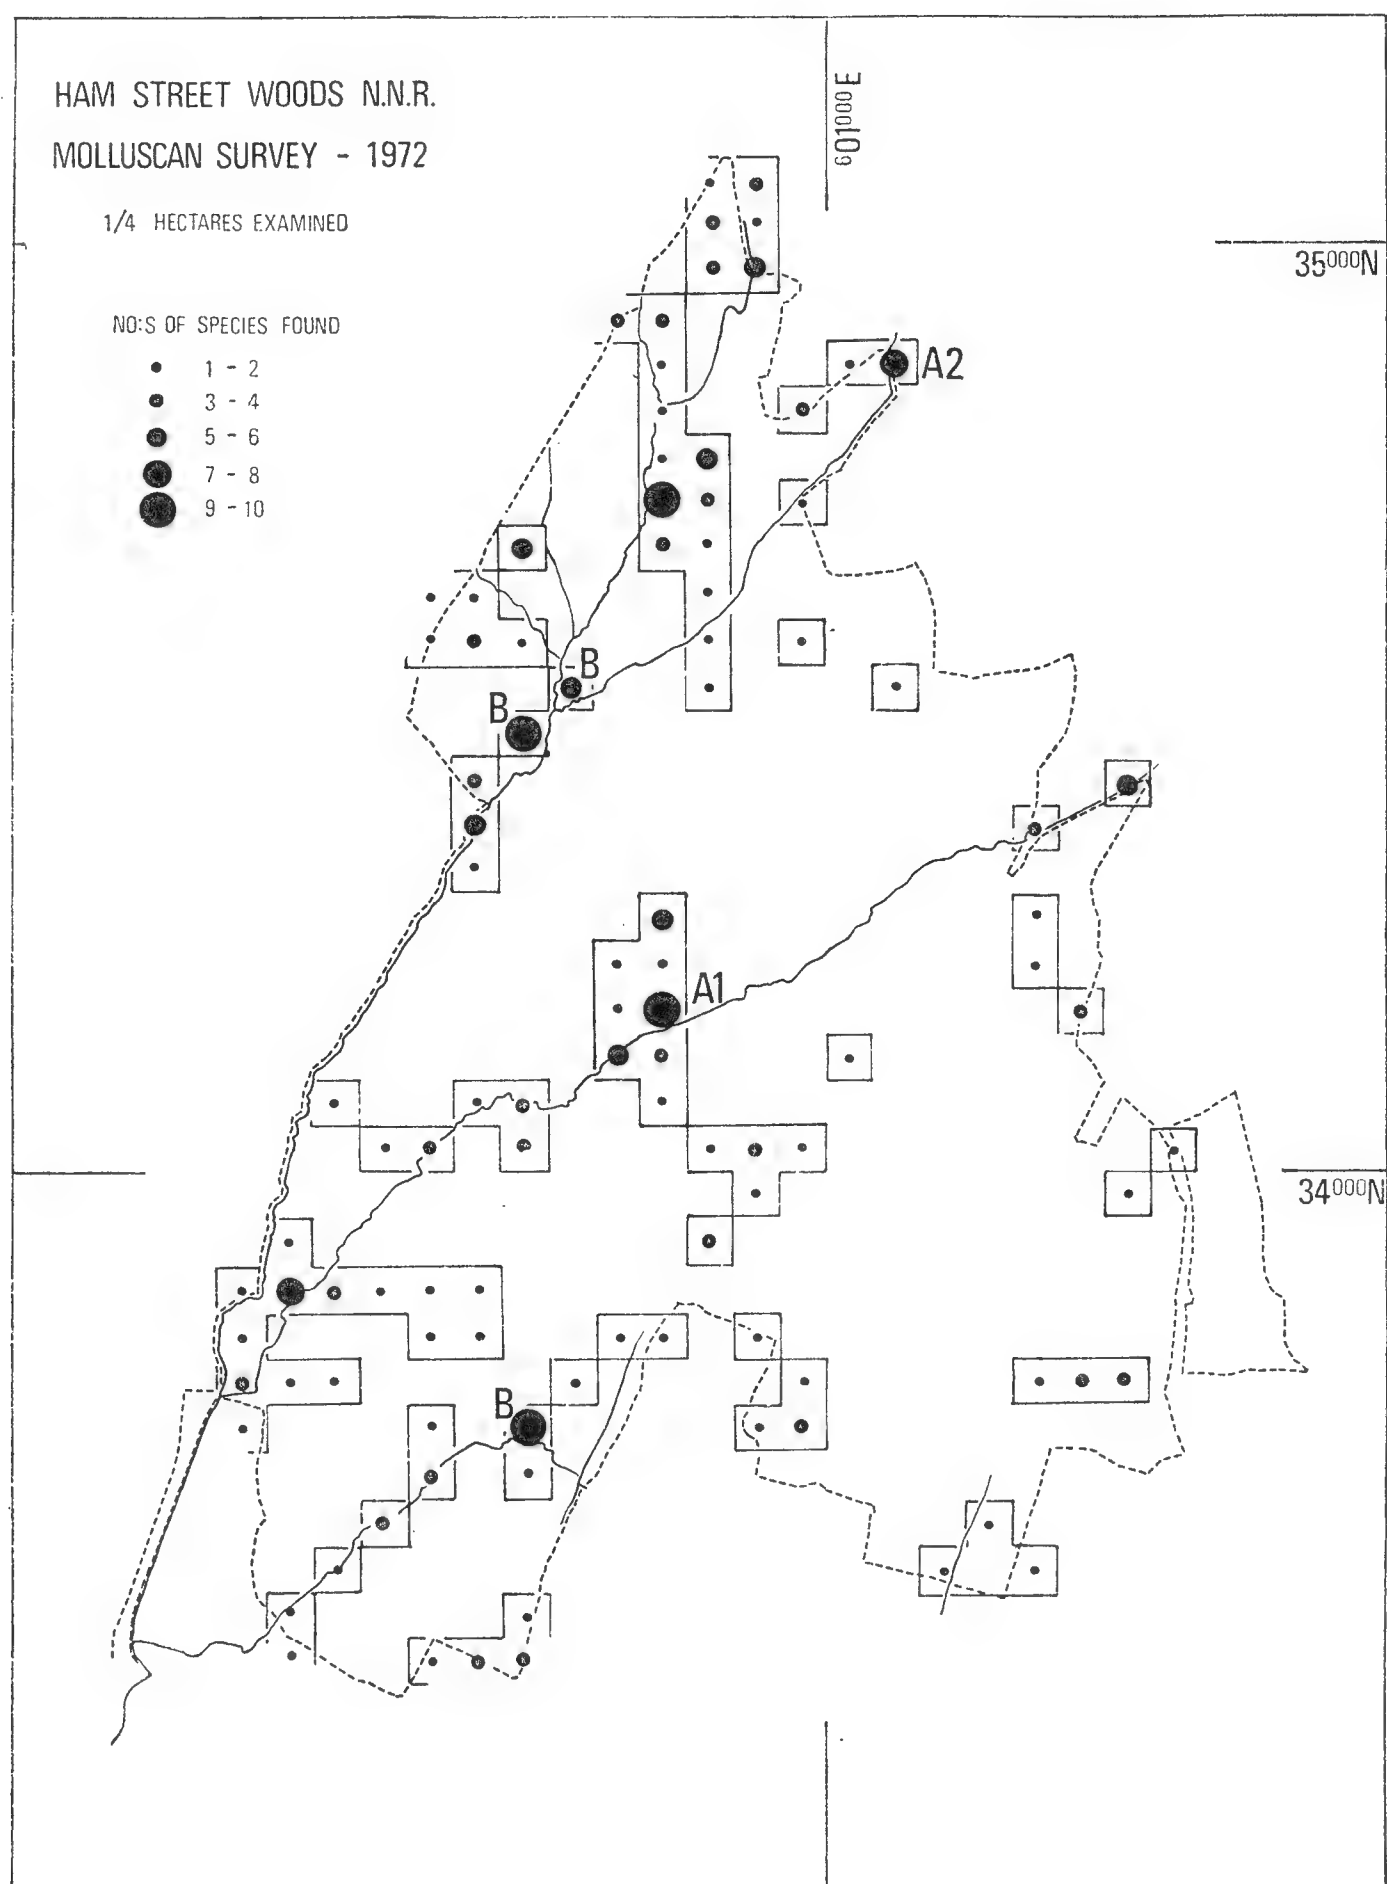 HAM STREET WOODS N.N.R.
MOLLUSCAN SURVEY - 1972
1/4 HECTARES EXAMINED
NO:S OF SPECIES FOUND
1 - 2
3 - 4
5 - 6
7 - 8
9 - 10
601000E
35000N
A2
B
B
A1
34000N
B